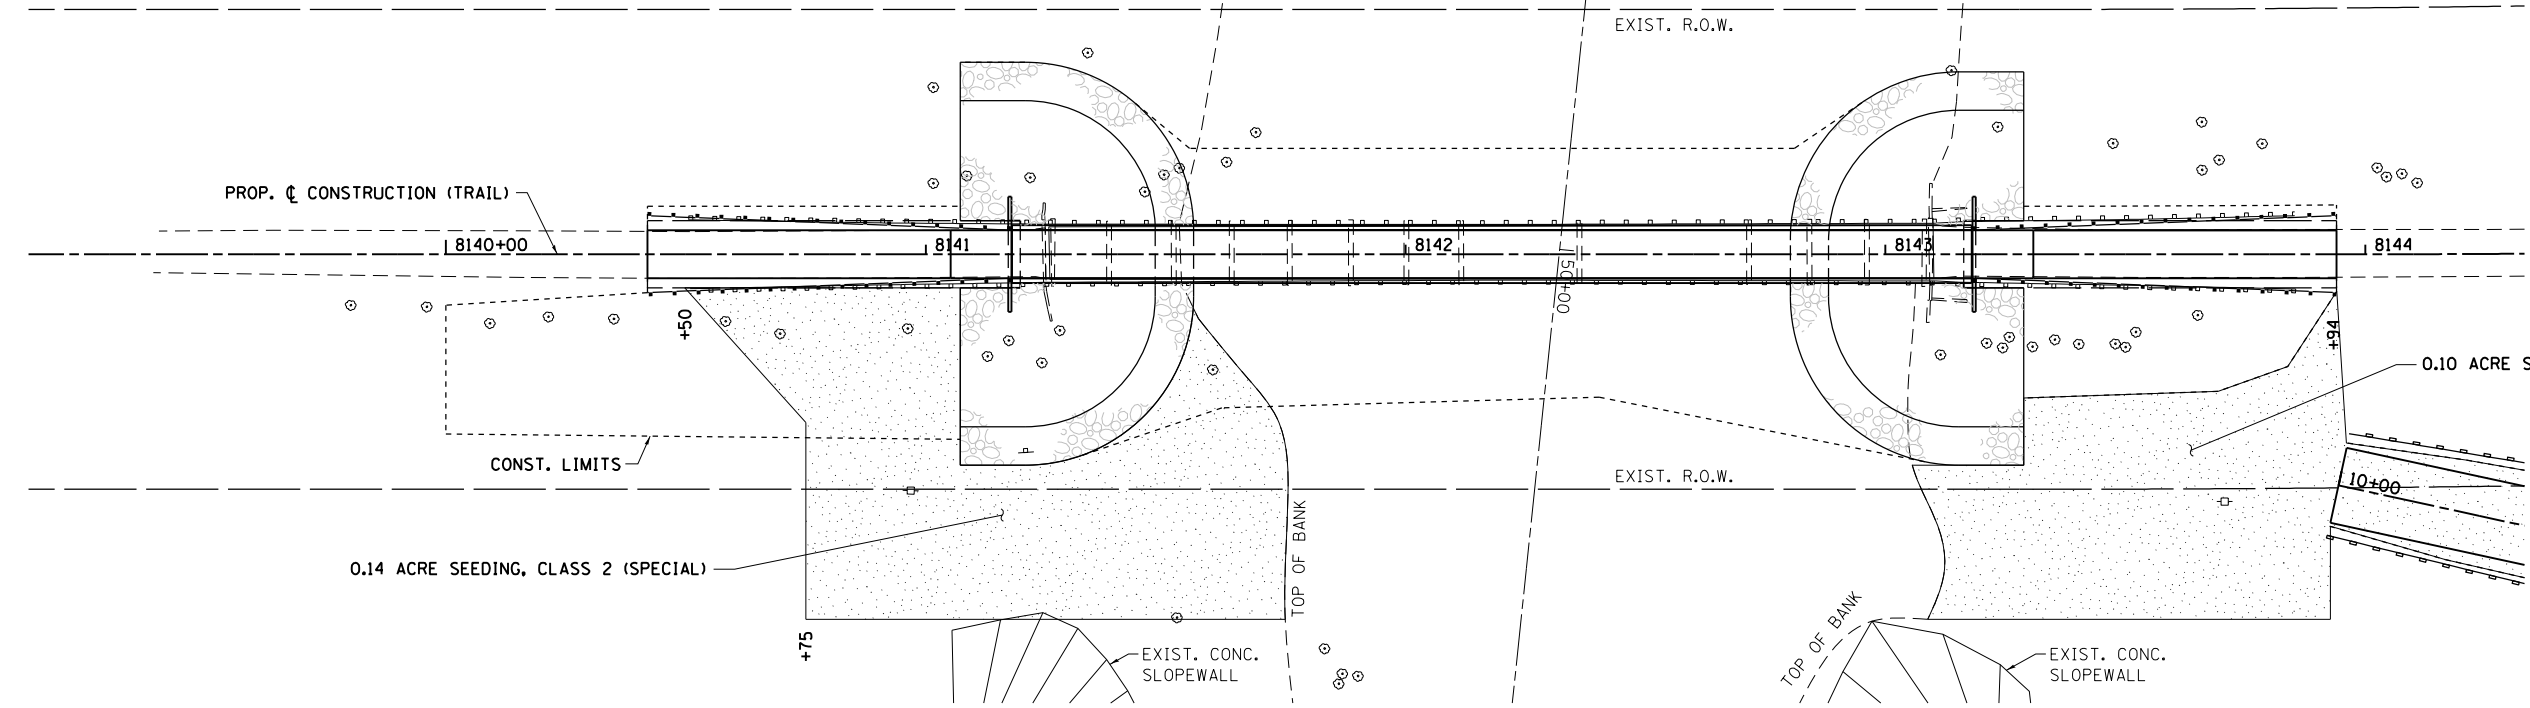 EXIST. R.O.W.
PROP. ℄ CONSTRUCTION (TRAIL)
8140+00
8141
8142
8143
8144
50+00
+50
+94
0.10 ACRE S
CONST. LIMITS
EXIST. R.O.W.
10+00
TOP OF BANK
0.14 ACRE SEEDING, CLASS 2 (SPECIAL)
TOP OF BANK
+75
EXIST. CONC.
SLOPEWALL
EXIST. CONC.
SLOPEWALL